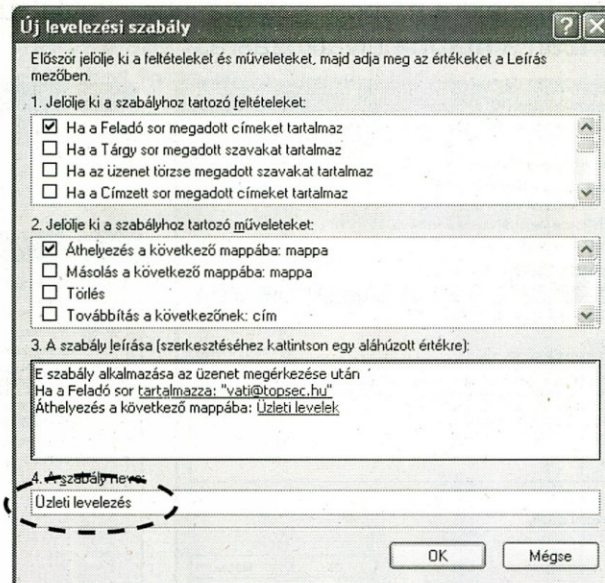 Új levelezési szabály
Először jelölje ki a feltételeket és műveleteket, majd adja meg az értékeket a Leírás
mezőben.
1. Jelölje ki a szabályhoz tartozó feltételeket:
Ha a Feladó sor megadott címeket tartalmaz
Ha a Tárgy sor megadott szavakat tartalmaz
Ha az üzenet törzse megadott szavakat tartalmaz
Ha a Címzett sor megadott címeket tartalmaz
2. Jelölje ki a szabályhoz tartozó műveleteket:
Áthelyezés a következő mappába: mappa
Másolás a következő mappába: mappa
Törlés
Továbbítás a következőnek: cím
3. A szabály leírása (szerkesztéséhez kattintson egy aláhúzott értékre):
E szabály alkalmazása az üzenet megérkezése után
Ha a Feladó sor tartalmazza: "vati@topsec.hu"
Áthelyezés a következő mappába: Üzleti levelek
4. A szabály neve:
Üzleti levelezés
OK Mégse